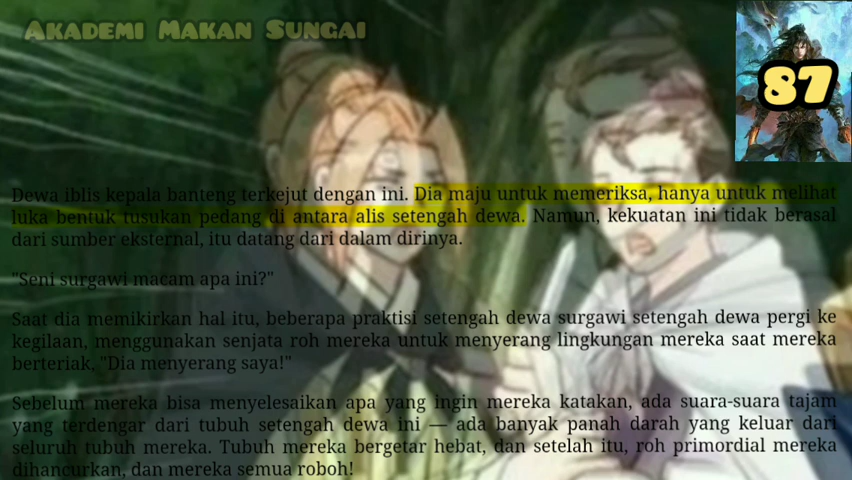 Akademi Makan Sungai
87
Dewa iblis kepala banteng terkejut dengan ini. Dia maju untuk memeriksa, hanya untuk melihat
luka bentuk tusukan pedang di antara alis setengah dewa. Namun, kekuatan ini tidak berasal
dari sumber eksternal, itu datang dari dalam dirinya.
"Seni surgawi macam apa ini?"
Saat dia memikirkan hal itu, beberapa praktisi setengah dewa surgawi setengah dewa pergi ke
kegilaan, menggunakan senjata roh mereka untuk menyerang lingkungan mereka saat mereka
berteriak, "Dia menyerang saya!"
Sebelum mereka bisa menyelesaikan apa yang ingin mereka katakan, ada suara-suara tajam
yang terdengar dari tubuh setengah dewa ini — ada banyak panah darah yang keluar dari
seluruh tubuh mereka. Tubuh mereka bergetar hebat, dan setelah itu, roh primordial mereka
dihancurkan, dan mereka semua roboh!